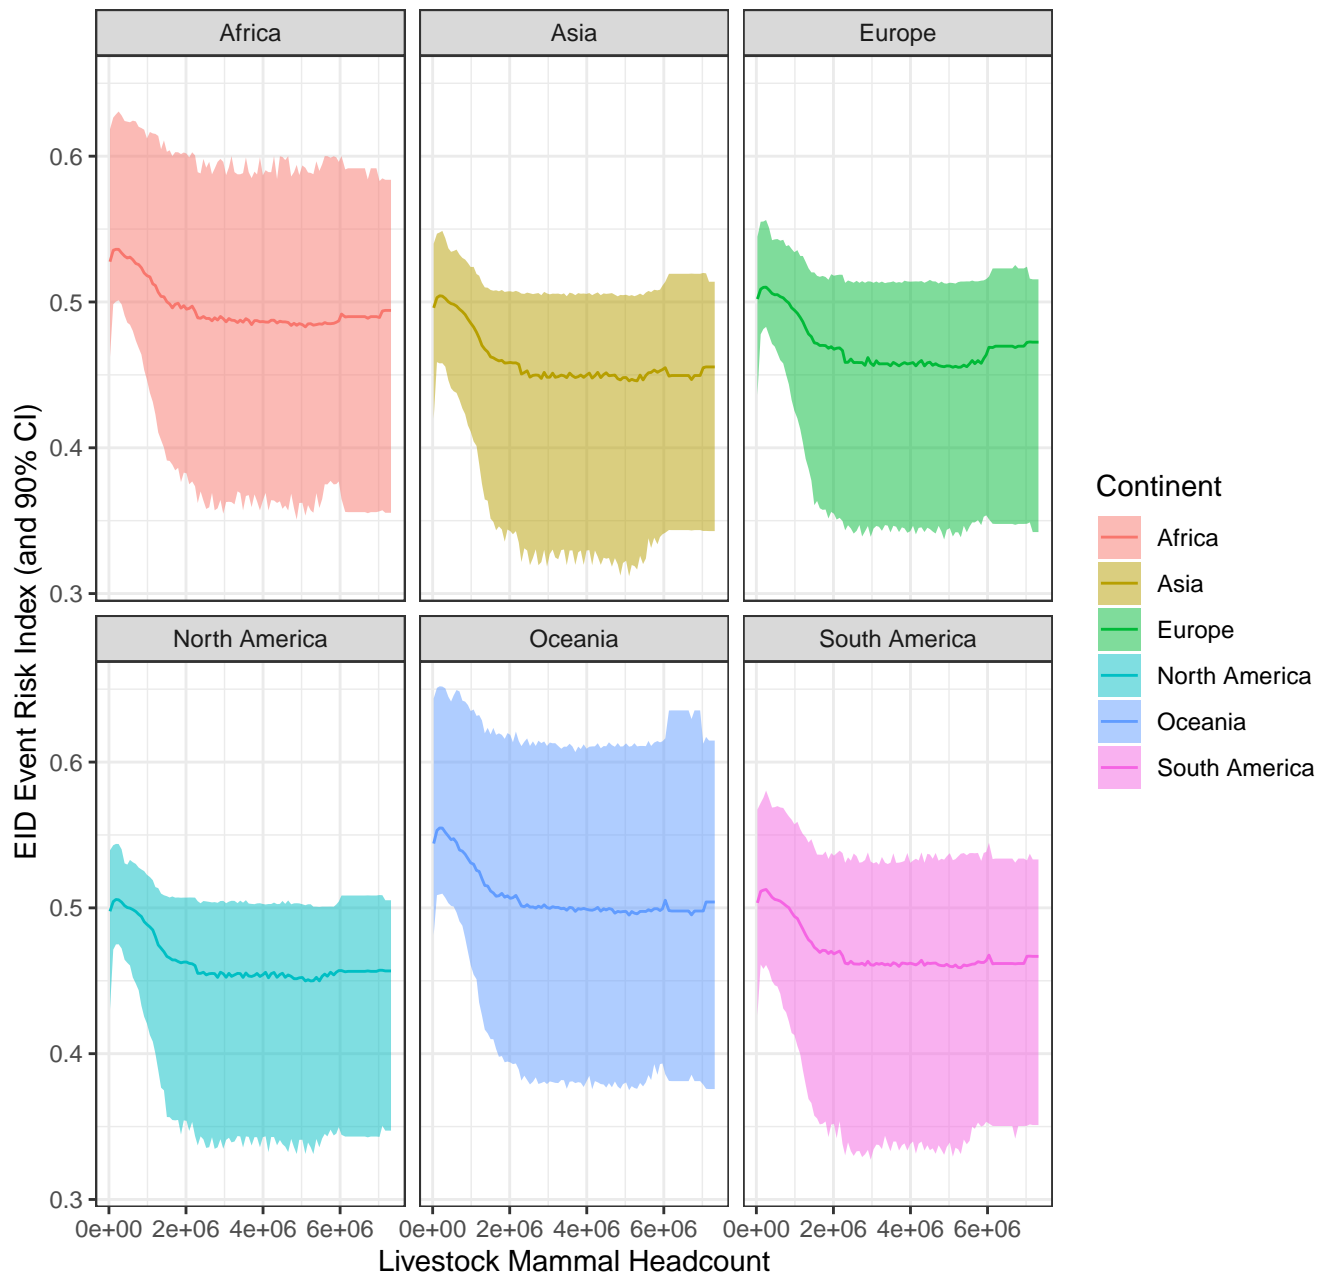 Africa
Asia
Europe
0.6
0.5
0.4
0.3
North America
Oceania
South America
0.6
0.5
0.4
0.3
0e+00 2e+06 4e+06 6e+06
0e+00 2e+06 4e+06 6e+06
0e+00 2e+06 4e+06 6e+06
Livestock Mammal Headcount
EID Event Risk Index (and 90% CI)
Continent
Africa
Asia
Europe
North America
Oceania
South America